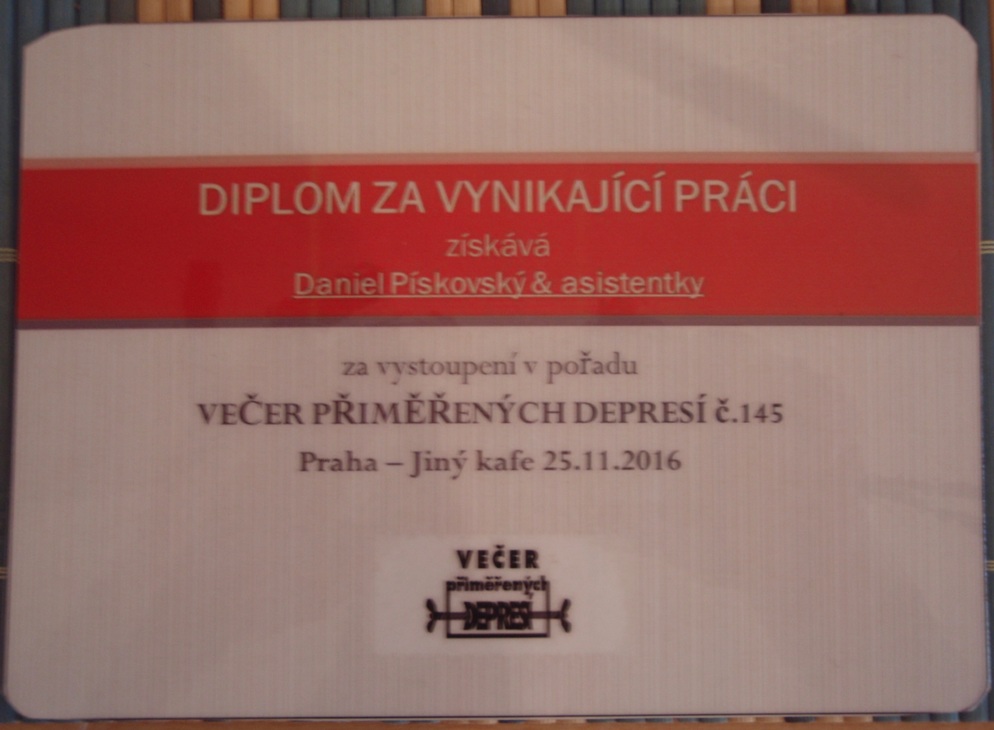 DIPLOM ZA VYNIKAJÍCÍ PRÁCI
získává
Daniel Pískovský & asistentky
za vystoupení v pořadu
VEČER PŘIMĚŘENÝCH DEPRESÍ č.145
Praha – Jiný kafe 25.11.2016
VEČER
přiměřených
DEPRESÍ